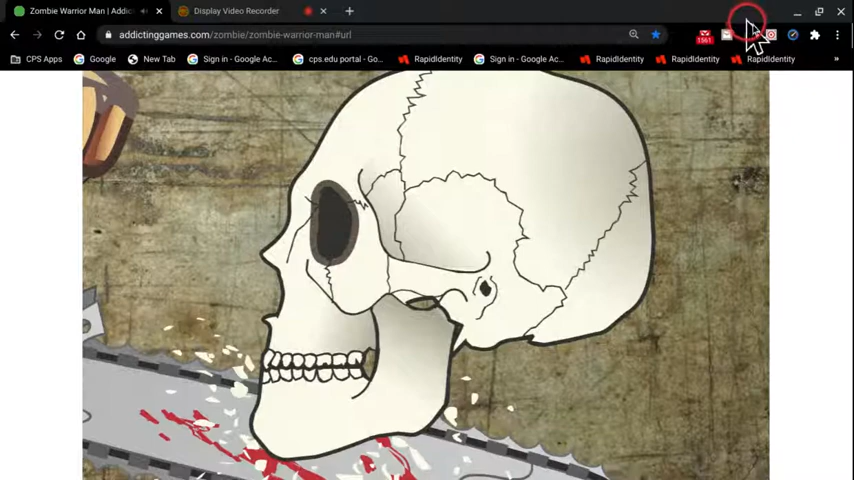 Zombie Warrior Man | Addic
Display Video Recorder
addictinggames.com/zombie/zombie-warrior-man#url
1561
CPS Apps
Google
New Tab
Sign in - Google Ac...
cps.edu portal - Go...
RapidIdentity
Sign in - Google Ac...
RapidIdentity
RapidIdentity
RapidIdentity